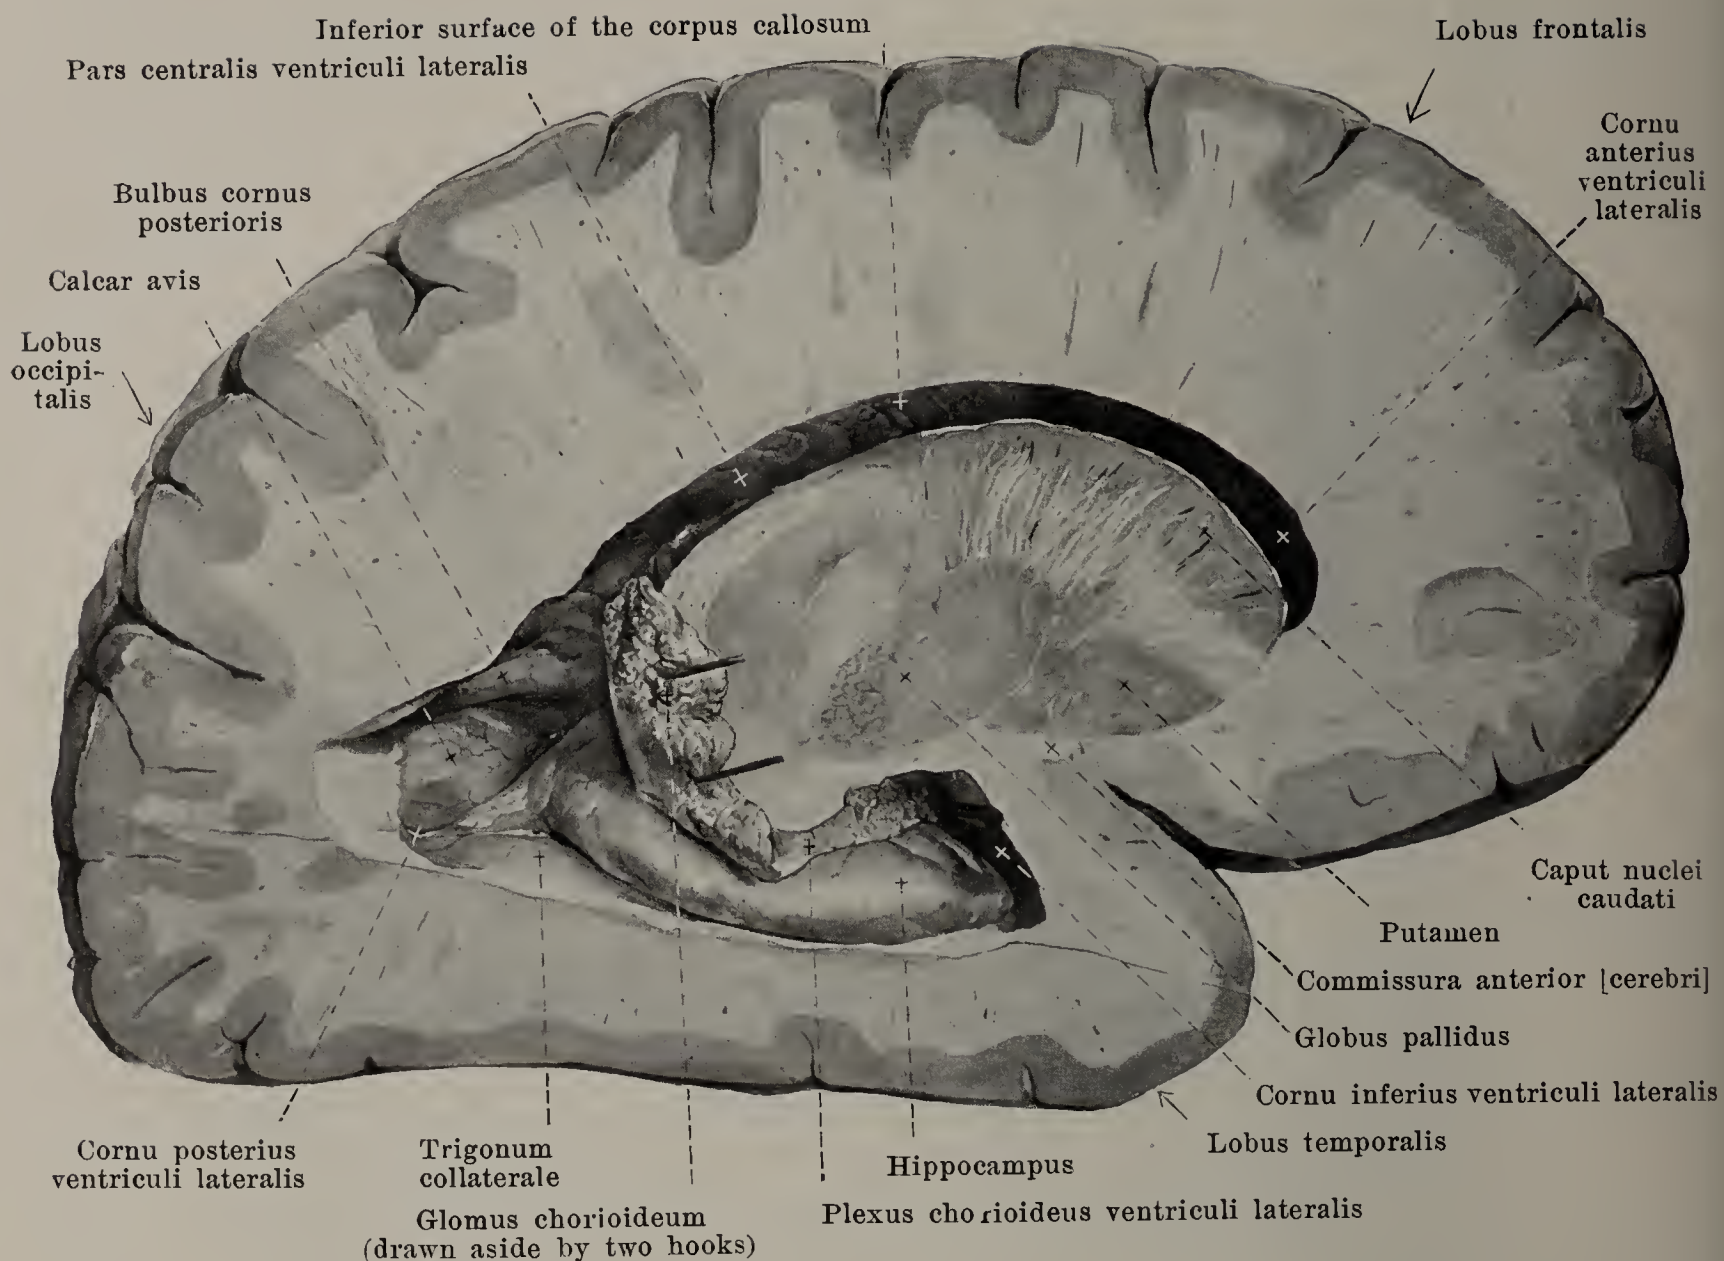 Inferior surface of the corpus callosum
Pars centralis ventriculi lateralis
Lobus frontalis
Cornu
anterius
ventriculi
lateralis
Bulbus cornus
posterioris
Calcar avis
Lobus
occipi-
talis
Caput nuclei
caudati
Putamen
Commissura anterior [cerebri]
Globus pallidus
Cornu inferius ventriculi lateralis
Lobus temporalis
Hippocampus
Plexus chorioideus ventriculi lateralis
Cornu posterius
ventriculi lateralis
Trigonum
collaterale
Glomus chorioideum
(drawn aside by two hooks)